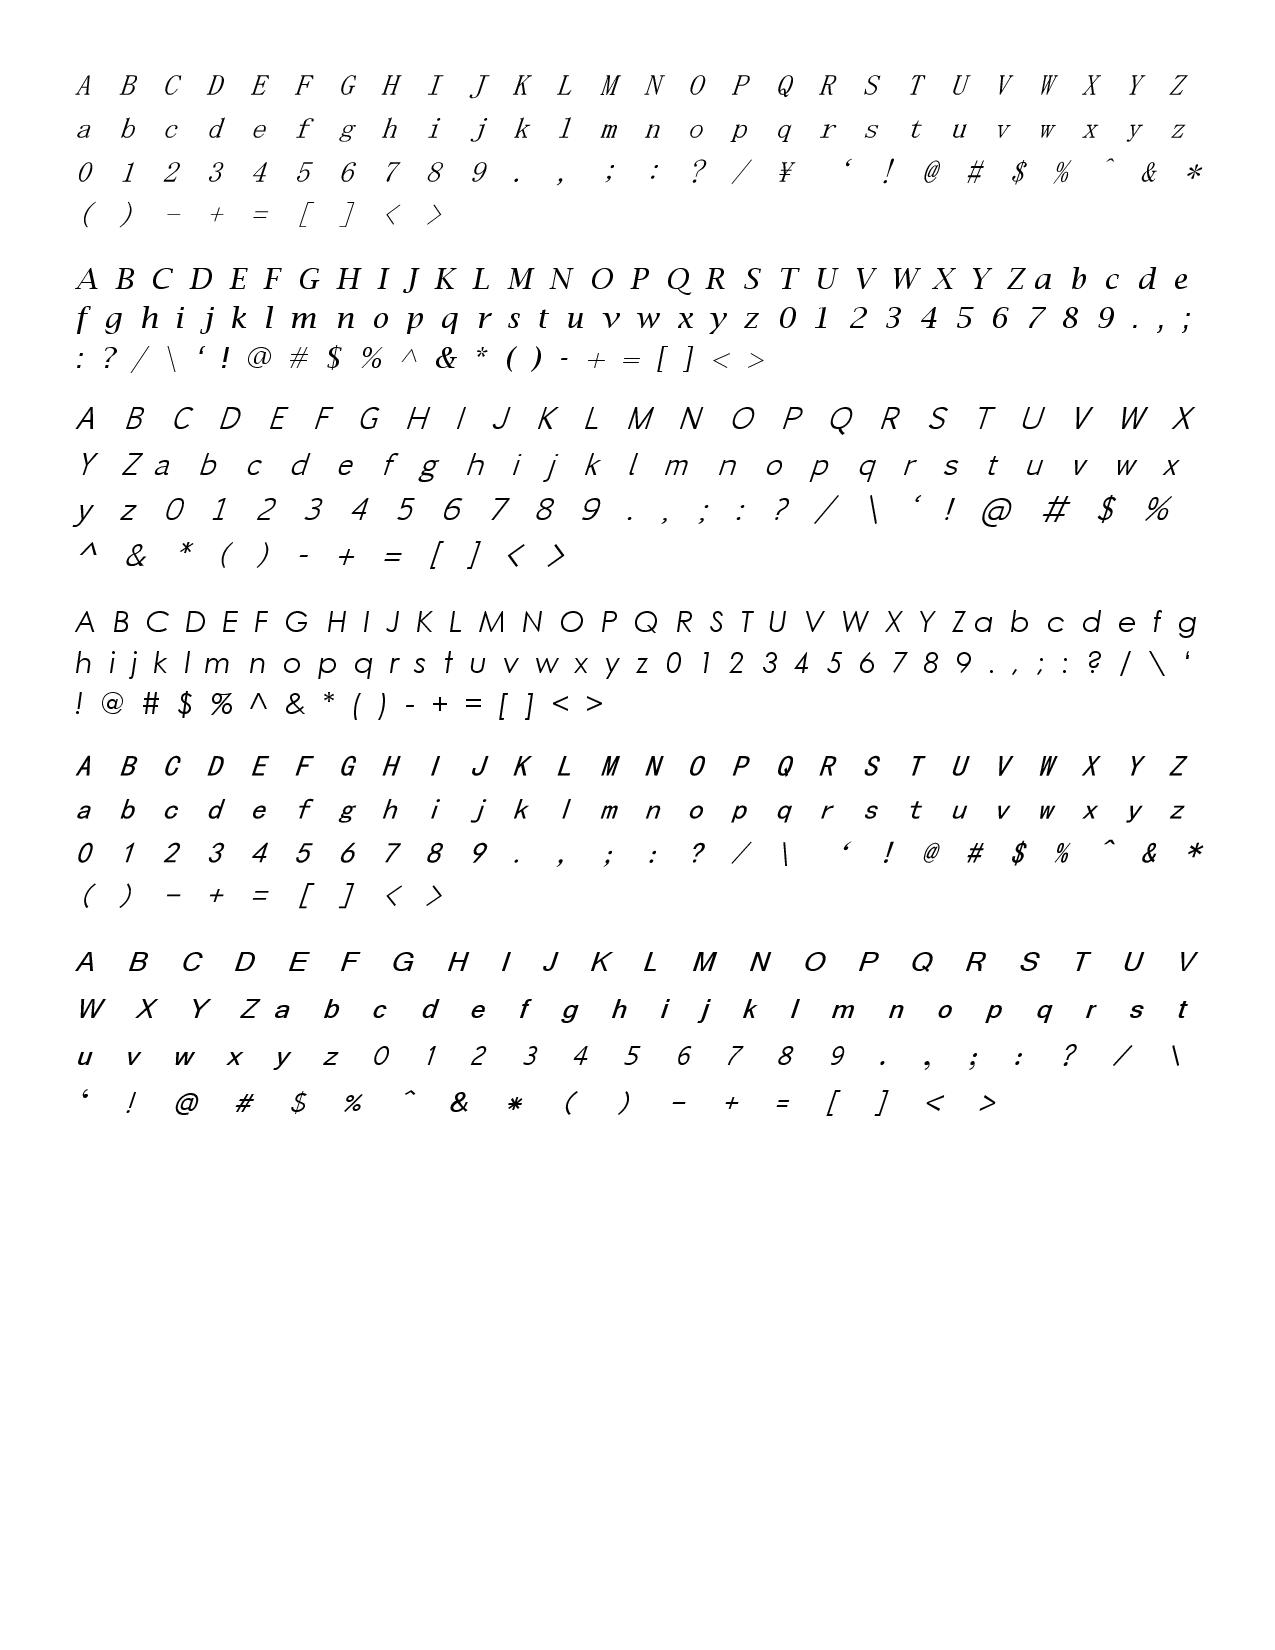 A B C D E F G H I J K L M N O P Q R S T U V W X Y Z
a b c d e f g h i j k l m n o p q r s t u v w x y z
0 1 2 3 4 5 6 7 8 9 . , ; : ? / ¥ ‘ ! @ # $ % ^ & *
( ) - + = [ ] < >
A B C D E F G H I J K L M N O P Q R S T U V W X Y Z a b c d e
f g h i j k l m n o p q r s t u v w x y z 0 1 2 3 4 5 6 7 8 9 . , ;
: ? / \ ‘ ! @ # $ % ^ & * ( ) - + = [ ] < >
A B C D E F G H I J K L M N O P Q R S T U V W X
Y Z a b c d e f g h i j k l m n o p q r s t u v w x
y z 0 1 2 3 4 5 6 7 8 9 . , ; : ? / \ ‘ ! @ # $ %
^ & * ( ) - + = [ ] < >
A B C D E F G H I J K L M N O P Q R S T U V W X Y Z a b c d e f g
h i j k l m n o p q r s t u v w x y z 0 1 2 3 4 5 6 7 8 9 . , ; : ? / \ ‘
! @ # $ % ^ & * ( ) - + = [ ] < >
A B C D E F G H I J K L M N O P Q R S T U V W X Y Z
a b c d e f g h i j k l m n o p q r s t u v w x y z
0 1 2 3 4 5 6 7 8 9 . , ; : ? / \ ‘ ! @ # $ % ^ & *
( ) - + = [ ] < >
A B C D E F G H I J K L M N O P Q R S T U V
W X Y Z a b c d e f g h i j k l m n o p q r s t
u v w x y z 0 1 2 3 4 5 6 7 8 9 . , ; : ? / \
‘ ! @ # $ % ^ & * ( ) - + = [ ] < >